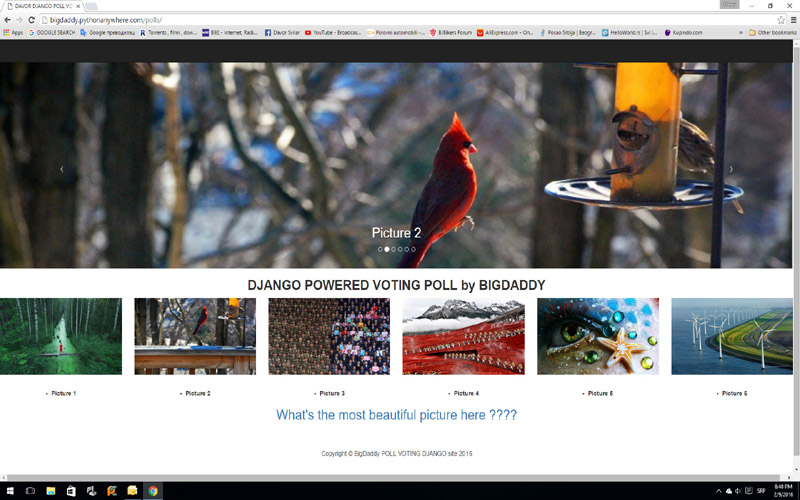 DAVOR DJANGO POLL VO
bigdaddy.pythonanywhere.com/polls/
Apps GOOGLE SEARCH Google преводилац Torrents , filmi , dow B92 - Internet, Radi... Davor Svilar YouTube - Broadcas... Polovni automobili -... BjBikers Forum AliExpress.com - On... Posao Srbija | Beogr... HelloWorld.rs | Svi i... Kupindo.com » Other bookmarks
Picture 2
DJANGO POWERED VOTING POLL by BIGDADDY
Picture 1 Picture 2 Picture 3 Picture 4 Picture 5 Picture 6
What's the most beautiful picture here ????
Copyright © BigDaddy POLL VOTING DJANGO site 2016
SRP 8:48 PM
2/9/2016